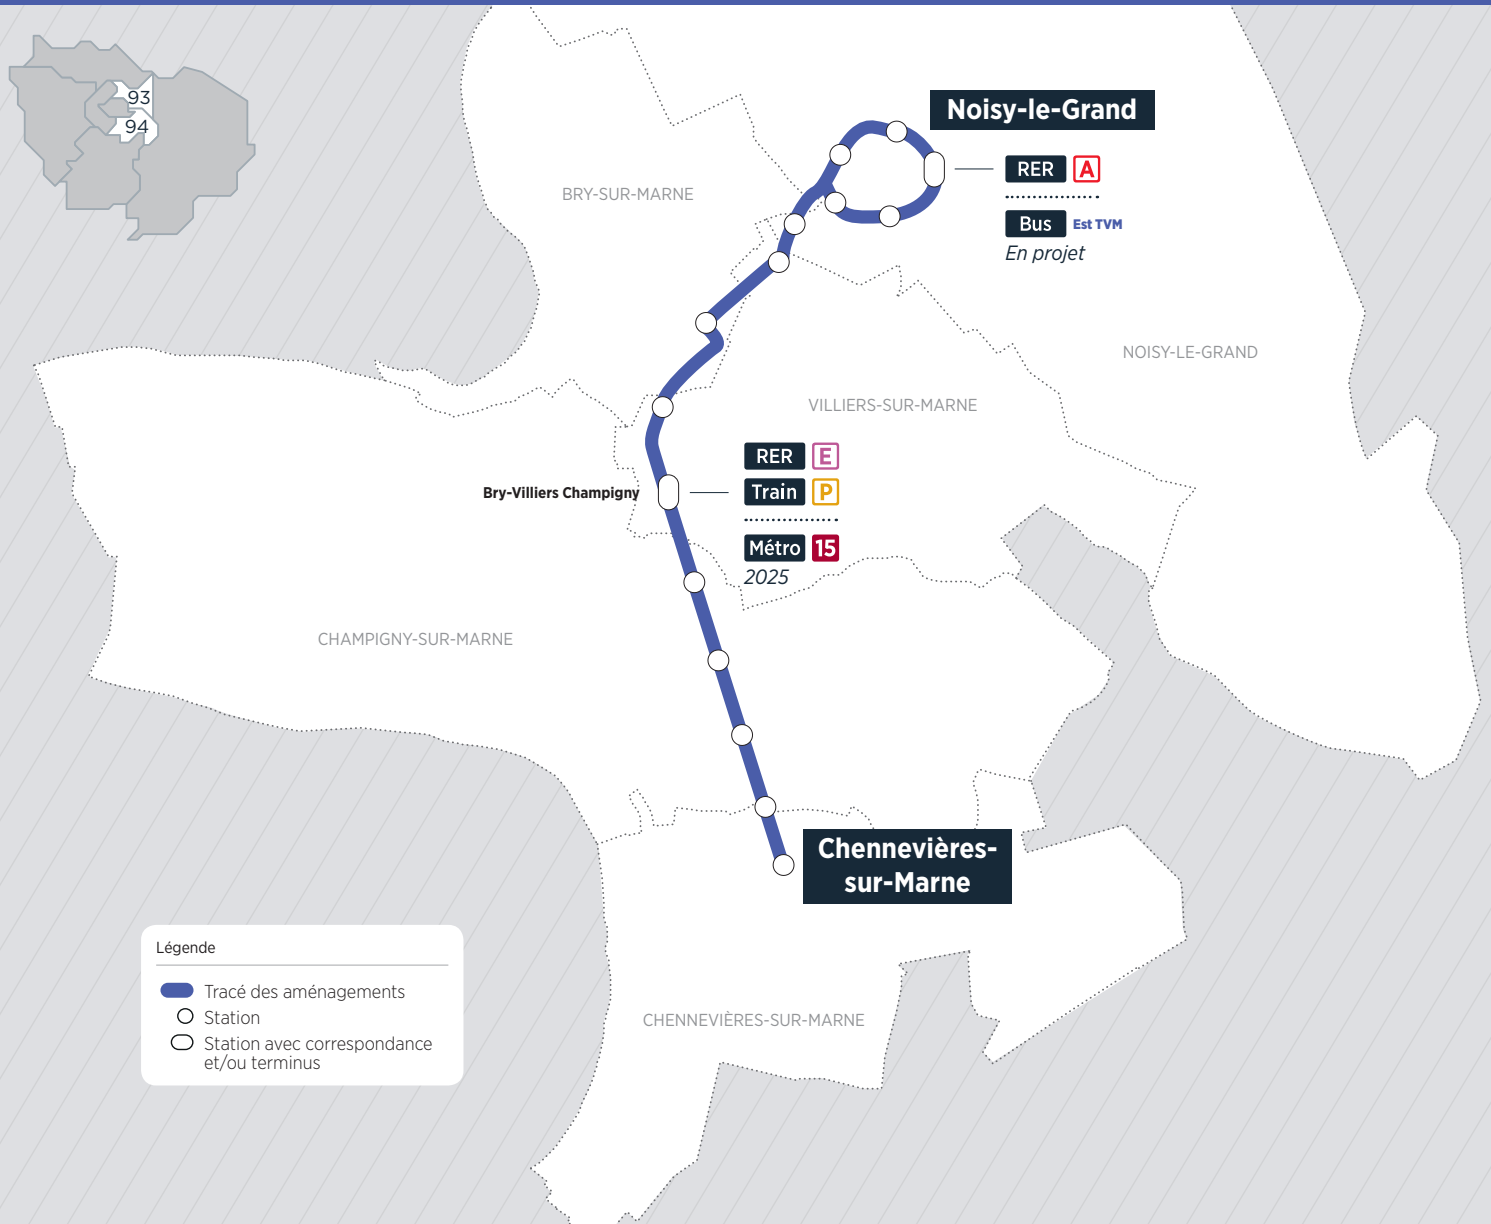 93
94
Noisy-le-Grand
RER A
Bus Est TVM
En projet
BRY-SUR-MARNE
NOISY-LE-GRAND
VILLIERS-SUR-MARNE
RER E
Bry-Villiers Champigny
Train P
Métro 15
2025
CHAMPIGNY-SUR-MARNE
Chennevières-
sur-Marne
Légende
Tracé des aménagements
Station
Station avec correspondance
et/ou terminus
CHENNEVIÈRES-SUR-MARNE